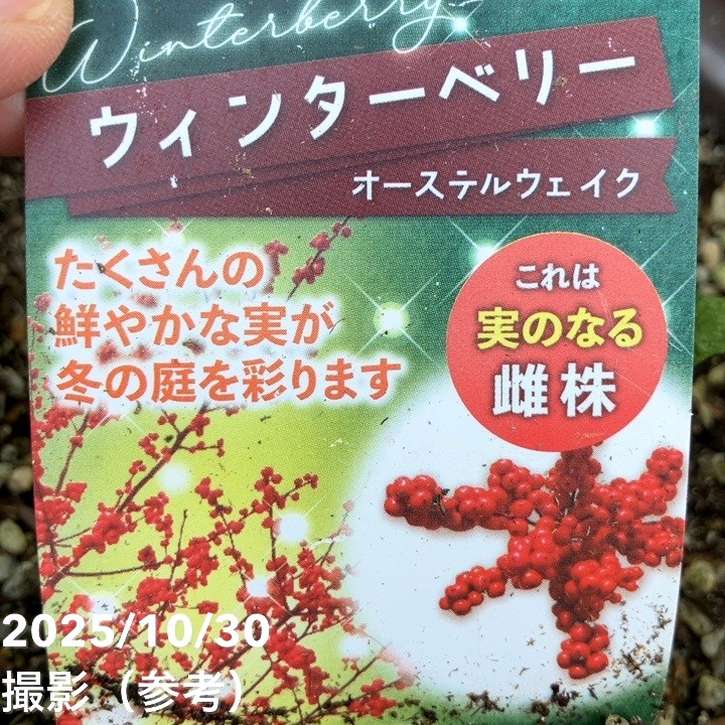 Winterberry
ウィンターベリー
オーステルウェイク
たくさんの
鮮やかな実が
冬の庭を彩ります
これは
実のなる
雌株
2025/10/30
撮影（参考）